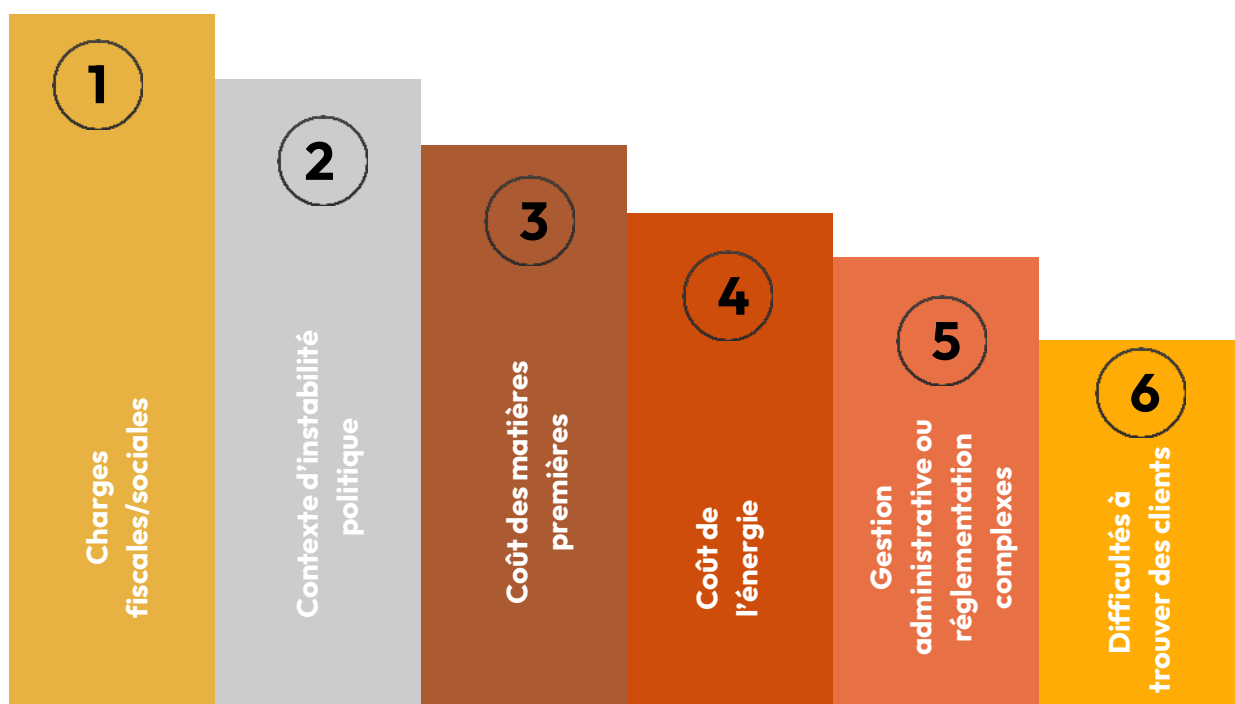 1
Charges
fiscales/sociales
2
Contexte d'instabilité
politique
3
Coût des matières
premières
4
Coût de
l'énergie
5
Gestion
administrative ou
réglementation
complexes
6
Difficultés à
trouver des clients